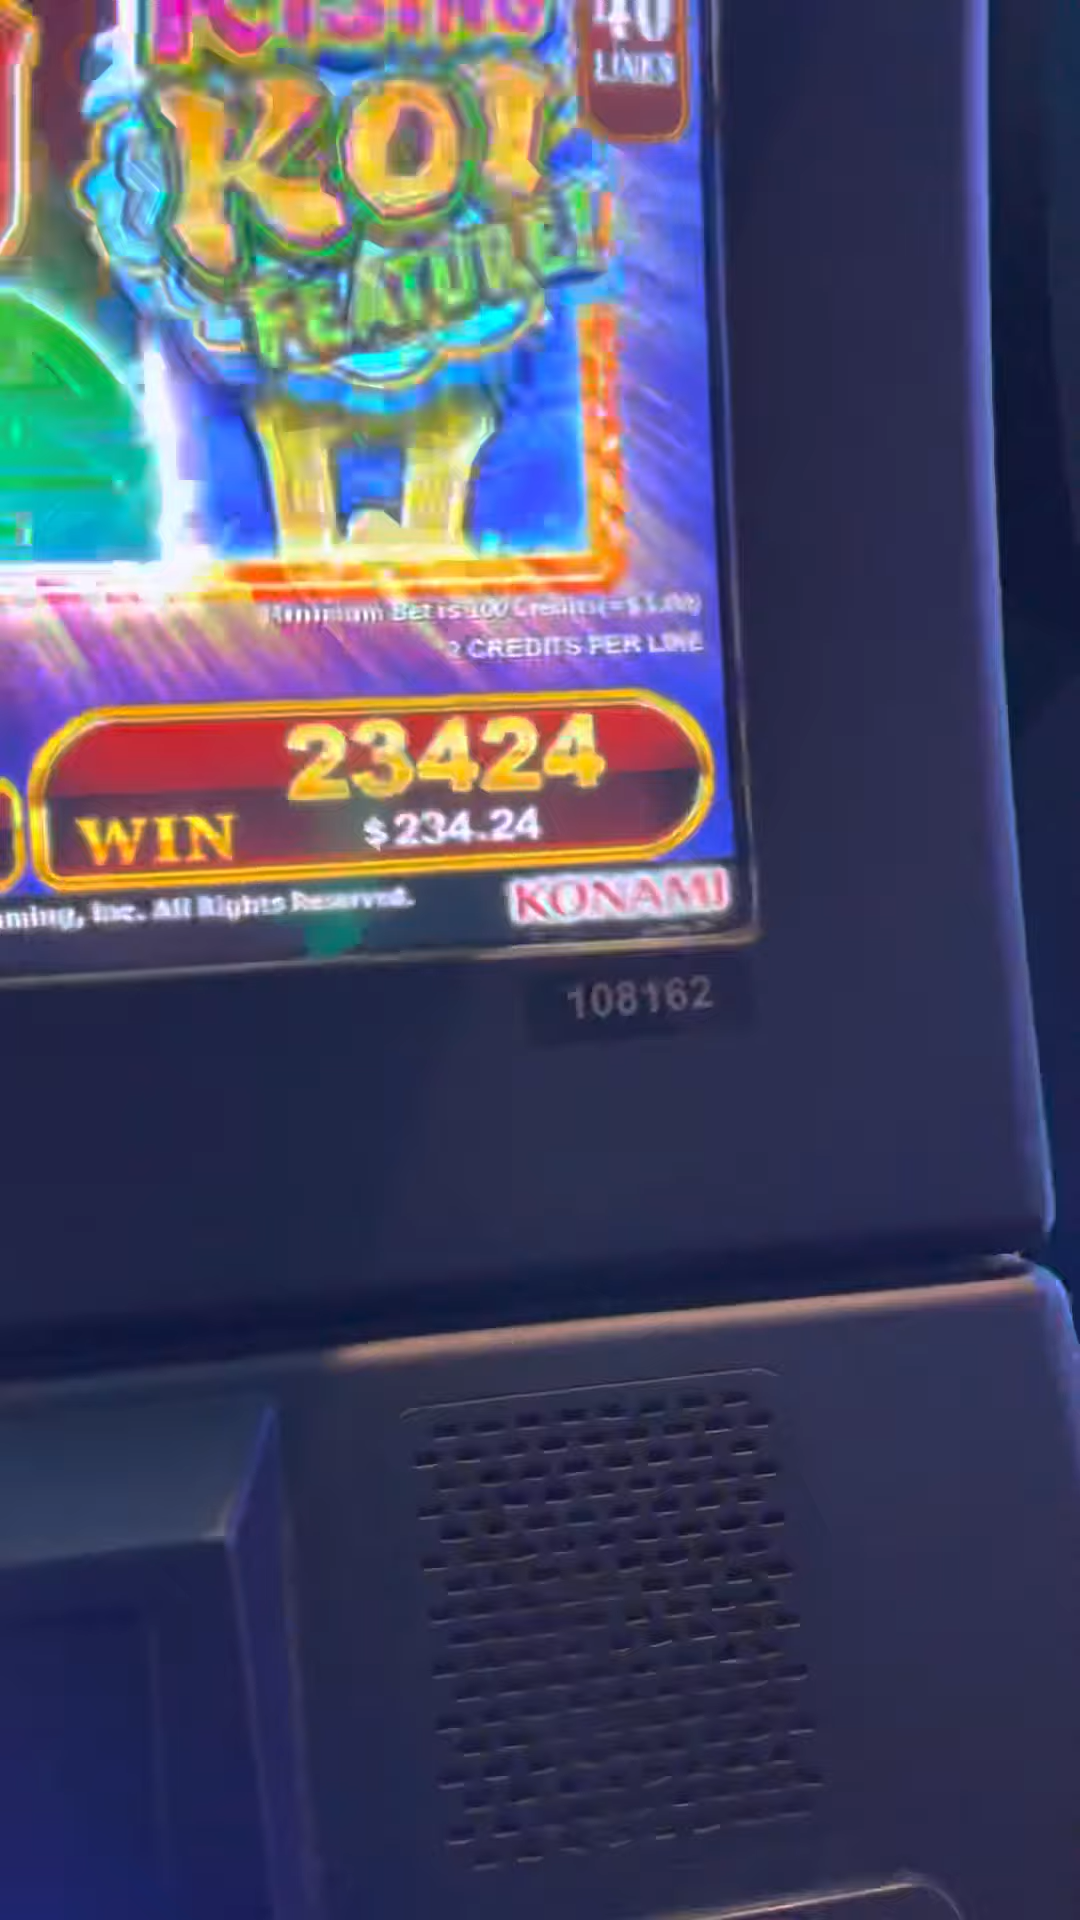 RISING
40
LINES
KOI
FEATURE!
Minimum Bet is 100 Credits(=$1.00)
2 CREDITS PER LINE
23424
WIN $234.24
Inc. All Rights Reserved.
KONAMI
108162